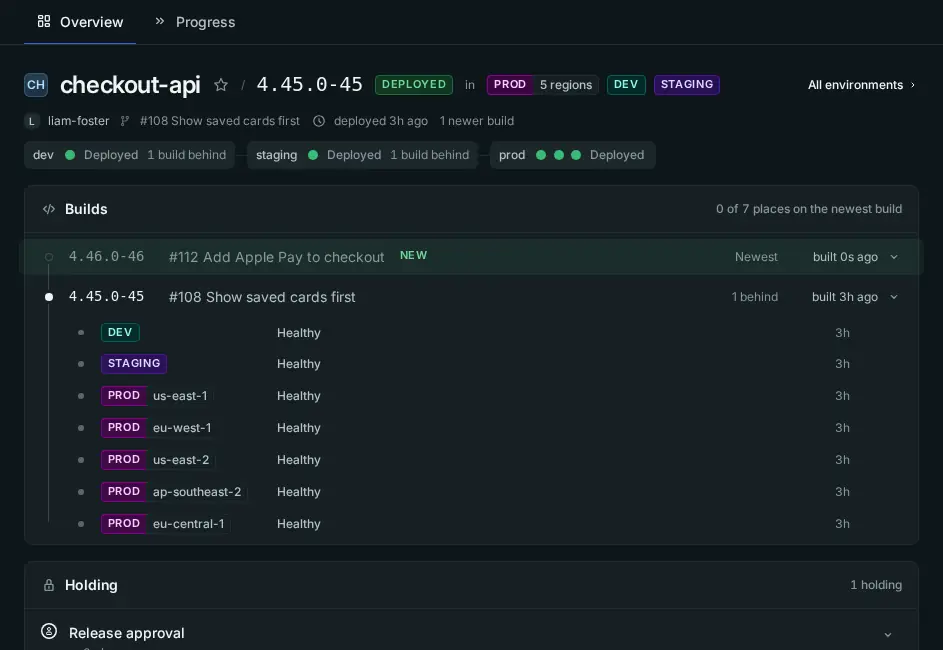 Overview Progress
CH checkout-api / 4.45.0-45 DEPLOYED in PROD 5 regions DEV STAGING All environments
L liam-foster #108 Show saved cards first deployed 3h ago 1 newer build
dev Deployed 1 build behind staging Deployed 1 build behind prod Deployed
Builds 0 of 7 places on the newest build
4.46.0-46 #112 Add Apple Pay to checkout NEW Newest built 0s ago
4.45.0-45 #108 Show saved cards first 1 behind built 3h ago
DEV Healthy 3h
STAGING Healthy 3h
PROD us-east-1 Healthy 3h
PROD eu-west-1 Healthy 3h
PROD us-east-2 Healthy 3h
PROD ap-southeast-2 Healthy 3h
PROD eu-central-1 Healthy 3h
Holding 1 holding
Release approval